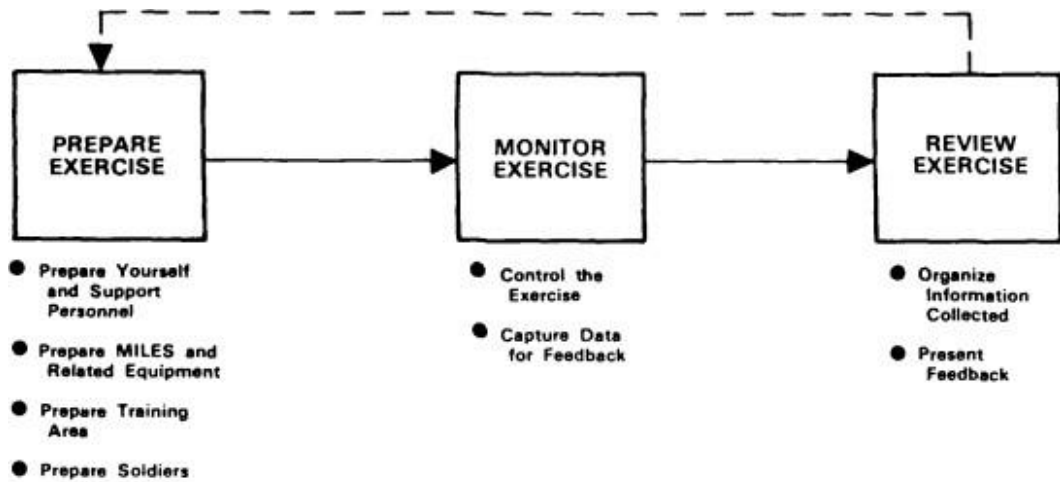 PREPARE
EXERCISE
MONITOR
EXERCISE
REVIEW
EXERCISE
● Prepare Yourself
and Support
Personnel
● Prepare MILES and
Related Equipment
● Prepare Training
Area
● Prepare Soldiers
● Control the
Exercise
● Capture Data
for Feedback
● Organize
Information
Collected
● Present
Feedback